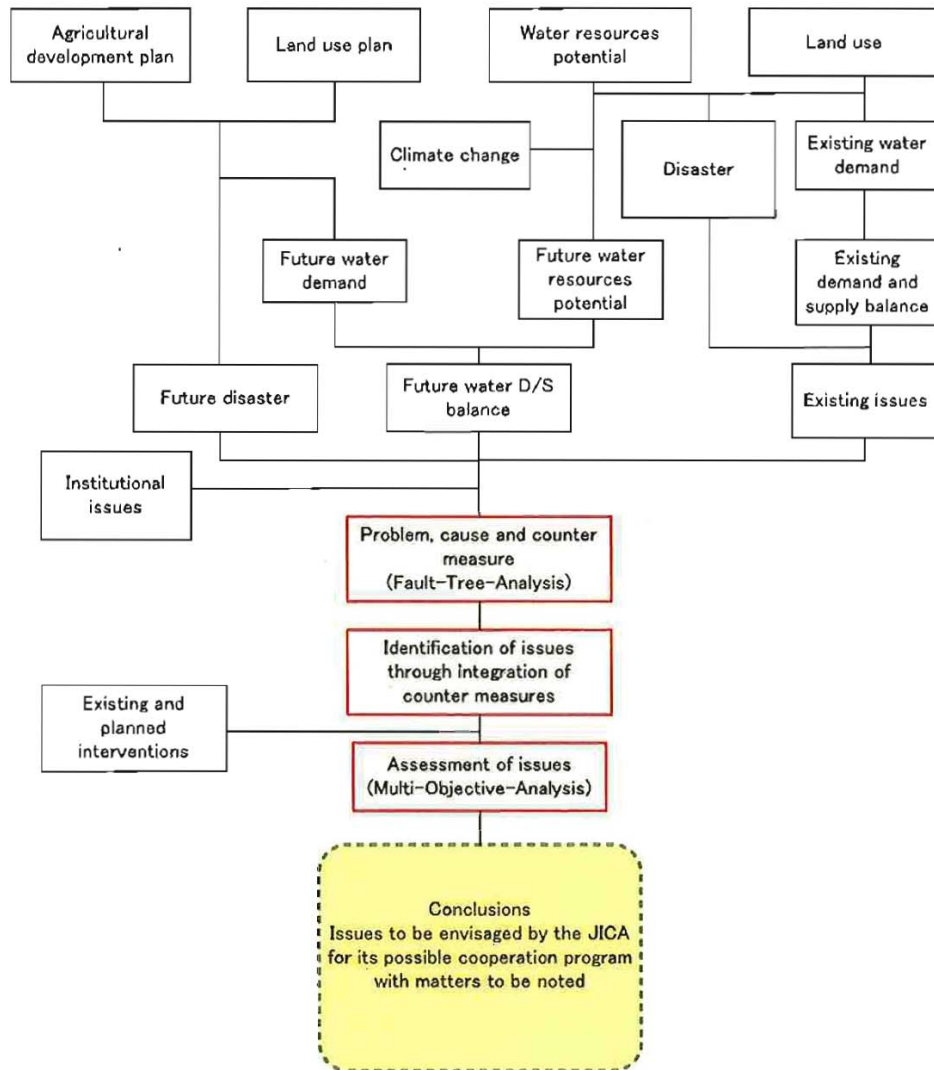 Agricultural
development plan
Land use plan
Water resources
potential
Land use
Climate change
Disaster
Existing water
demand
Future water
demand
Future water
resources
potential
Existing
demand and
supply balance
Future disaster
Future water D/S
balance
Existing issues
Institutional
issues
Problem, cause and counter
measure
(Fault-Tree-Analysis)
Identification of issues
through integration of
counter measures
Existing and
planned
interventions
Assessment of issues
(Multi-Objective-Analysis)
Conclusions
Issues to be envisaged by the JICA
for its possible cooperation program
with matters to be noted